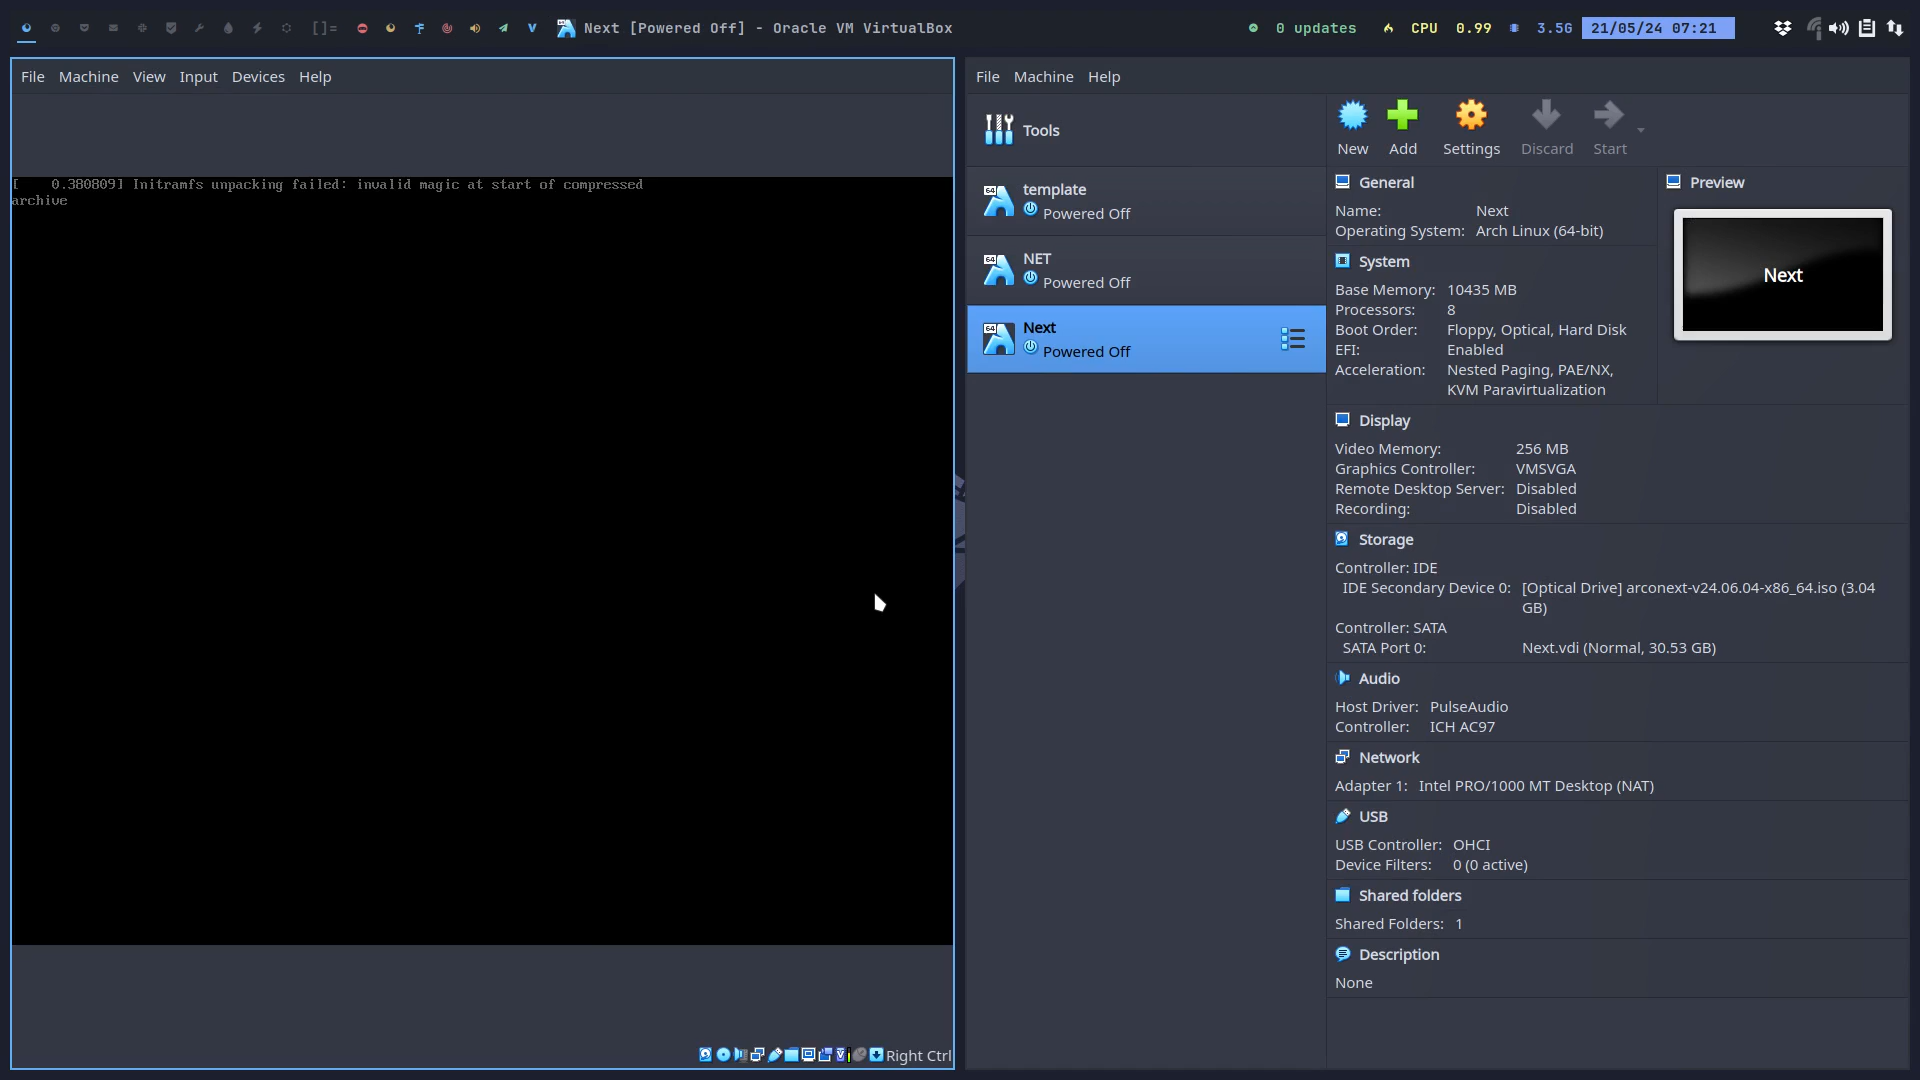 []=
V
Next [Powered Off] - Oracle VM VirtualBox
0 updates
CPU 0.99
3.5G
21/05/24 07:21
File Machine View Input Devices Help
[    0.380809] Initramfs unpacking failed: invalid magic at start of compressed
archive
Right Ctrl
File Machine Help
Tools
64
template
Powered Off
64
NET
Powered Off
64
Next
Powered Off
New Add Settings Discard Start
General
Name: Next
Operating System: Arch Linux (64-bit)
System
Base Memory: 10435 MB
Processors: 8
Boot Order: Floppy, Optical, Hard Disk
EFI: Enabled
Acceleration: Nested Paging, PAE/NX,
KVM Paravirtualization
Preview
Next
Display
Video Memory: 256 MB
Graphics Controller: VMSVGA
Remote Desktop Server: Disabled
Recording: Disabled
Storage
Controller: IDE
IDE Secondary Device 0: [Optical Drive] arconext-v24.06.04-x86_64.iso (3.04
GB)
Controller: SATA
SATA Port 0: Next.vdi (Normal, 30.53 GB)
Audio
Host Driver: PulseAudio
Controller: ICH AC97
Network
Adapter 1: Intel PRO/1000 MT Desktop (NAT)
USB
USB Controller: OHCI
Device Filters: 0 (0 active)
Shared folders
Shared Folders: 1
Description
None